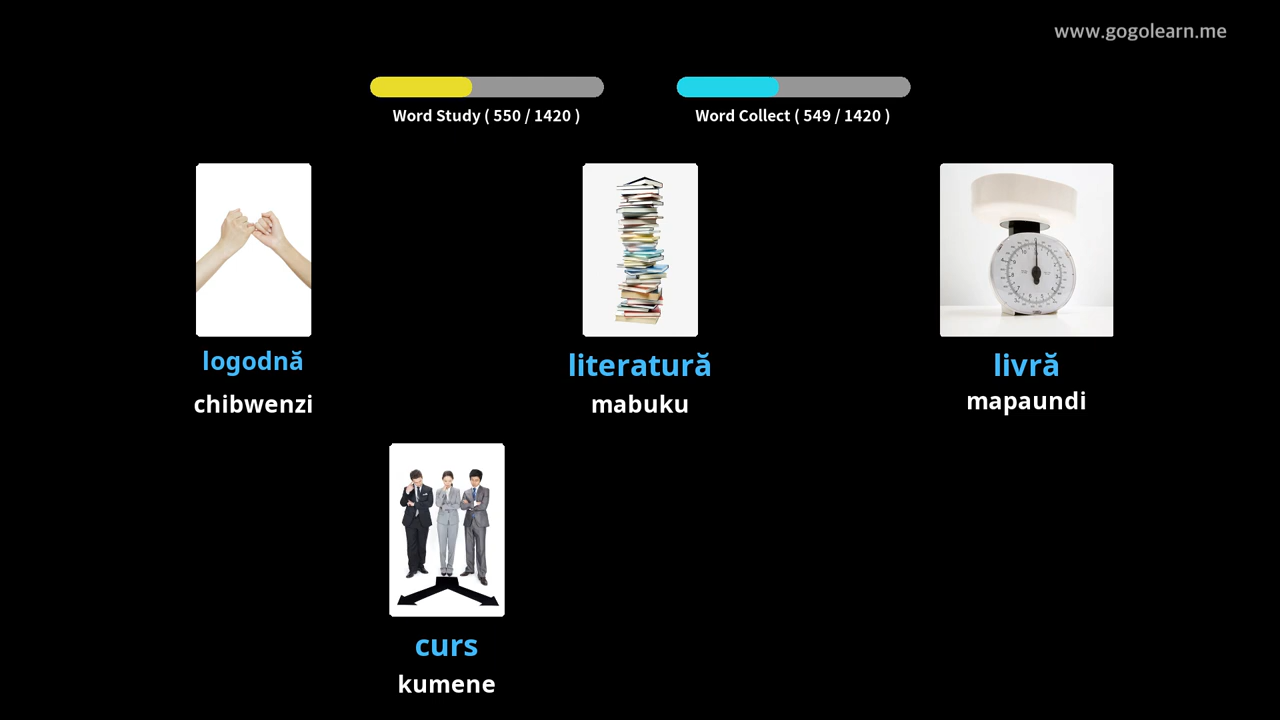 www.gogolearn.me
Word Study ( 550 / 1420 )
Word Collect ( 549 / 1420 )
logodnă
chibwenzi
literatură
mabuku
livră
mapaundi
curs
kumene